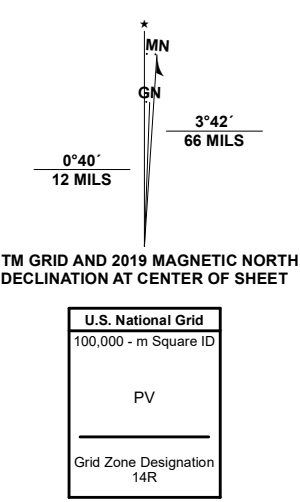 ★
MN
GN
3°42´
66 MILS
0°40´
12 MILS
TM GRID AND 2019 MAGNETIC NORTH
DECLINATION AT CENTER OF SHEET
U.S. National Grid
100,000 - m Square ID
PV
Grid Zone Designation
14R